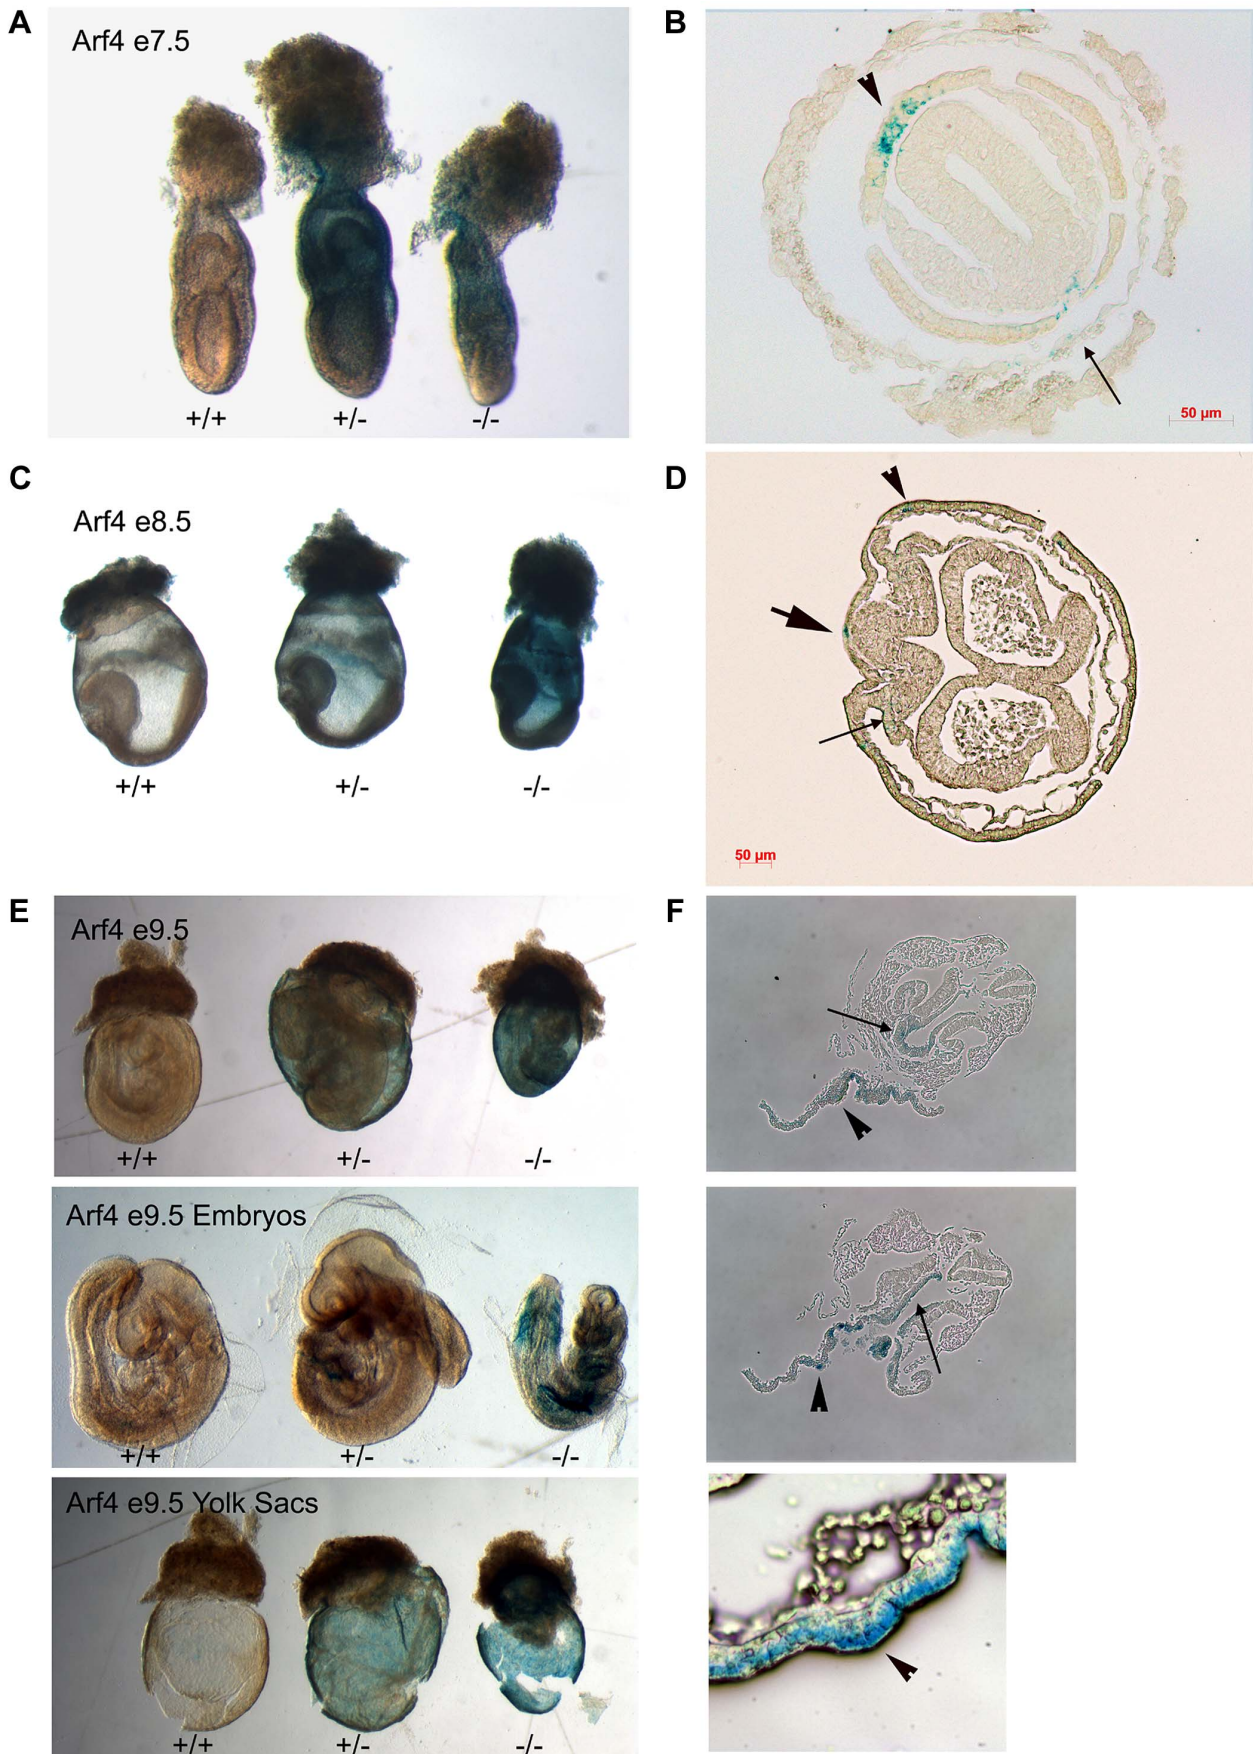 A
Arf4 e7.5
+/+
+/-
-/-
B
50 µm
C
Arf4 e8.5
+/+
+/-
-/-
D
50 µm
E
Arf4 e9.5
+/+
+/-
-/-
F
Arf4 e9.5 Embryos
+/+
+/-
-/-
Arf4 e9.5 Yolk Sacs
+/+
+/-
-/-